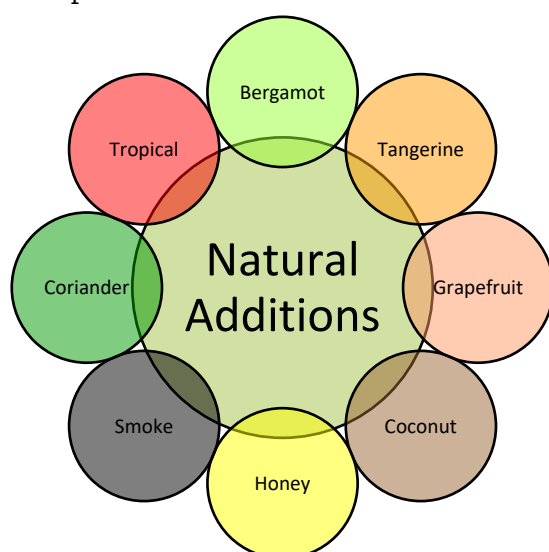 Bergamot
Tropical
Tangerine
Natural
Additions
Coriander
Grapefruit
Smoke
Coconut
Honey